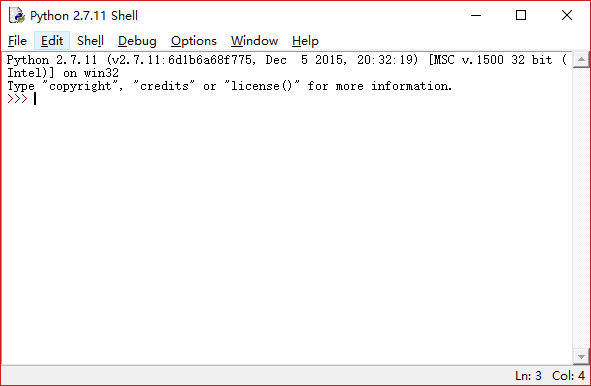 Python 2.7.11 Shell
File Edit Shell Debug Options Window Help
Python 2.7.11 (v2.7.11:6d1b6a68f775, Dec  5 2015, 20:32:19) [MSC v.1500 32 bit (
Intel)] on win32
Type "copyright", "credits" or "license()" for more information.
>>>
Ln: 3 Col: 4